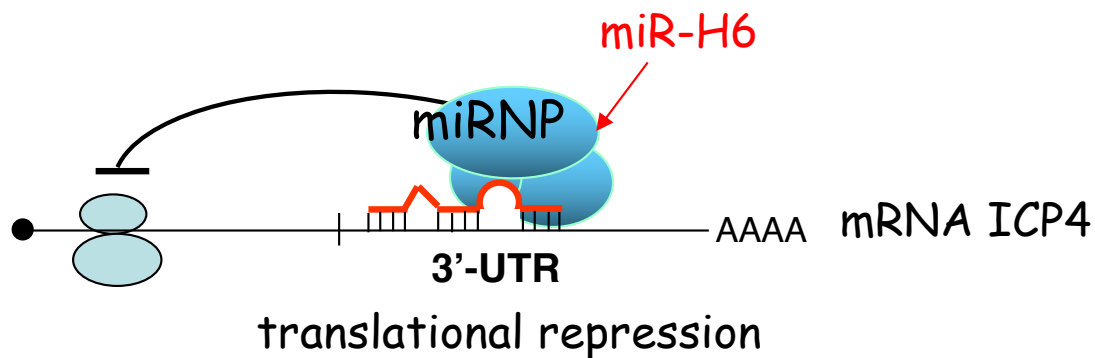 miR-H6
miRNP
AAAA mRNA ICP4
3'-UTR
translational repression